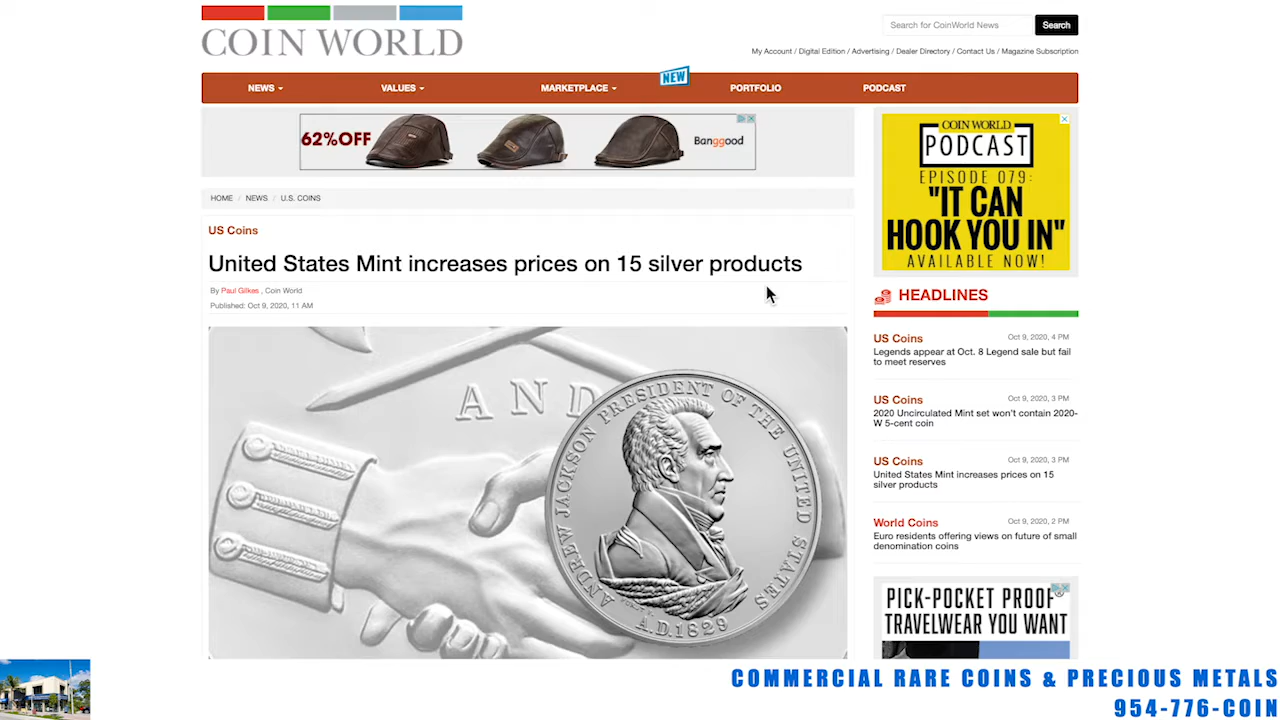 COIN WORLD
Search for CoinWorld News
Search
My Account / Digital Edition / Advertising / Dealer Directory / Contact Us / Magazine Subscription
NEWS
VALUES
MARKETPLACE
NEW
PORTFOLIO
PODCAST
62%OFF
Banggood
COIN WORLD
PODCAST
EPISODE 079:
"IT CAN
HOOK YOU IN"
AVAILABLE NOW!
HOME / NEWS / U.S. COINS
US Coins
United States Mint increases prices on 15 silver products
By Paul Gilkes , Coin World
Published: Oct 9, 2020, 11 AM
AND
ANDREW JACKSON PRESIDENT OF THE UNITED STATES
A.D.1829
HEADLINES
US Coins
Oct 9, 2020, 4 PM
Legends appear at Oct. 8 Legend sale but fail
to meet reserves
US Coins
Oct 9, 2020, 3 PM
2020 Uncirculated Mint set won't contain 2020-
W 5-cent coin
US Coins
Oct 9, 2020, 3 PM
United States Mint increases prices on 15
silver products
World Coins
Oct 9, 2020, 2 PM
Euro residents offering views on future of small
denomination coins
PICK-POCKET PROOF
TRAVELWEAR YOU WANT
COMMERCIAL RARE COINS & PRECIOUS METALS
954-776-COIN